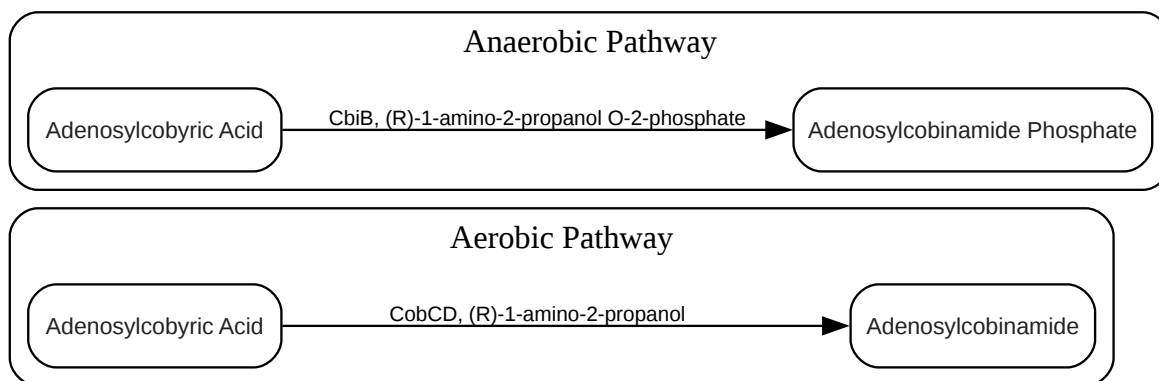 Anaerobic Pathway
Adenosylcobyric Acid
CbiB, (R)-1-amino-2-propanol O-2-phosphate
Adenosylcobinamide Phosphate
Aerobic Pathway
Adenosylcobyric Acid
CobCD, (R)-1-amino-2-propanol
Adenosylcobinamide